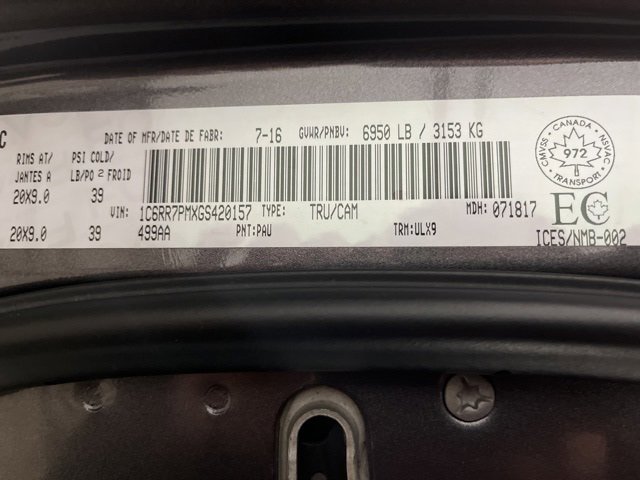 C
DATE OF MFR/DATE DE FABR: 7-16 GVWR/PNBV: 6950 LB / 3153 KG
RIMS AT/ PSI COLD/
JANTES A LB/PO 2 FROID
20X9.0 39
VIN: 1C6RR7PMXGS420157 TYPE: TRU/CAM MDH: 071817
20X9.0 39 499AA PNT:PAU TRM:ULX9
CANADA
CMVSS 972 NSVAC
TRANSPORT
EC
ICES/NMB-002